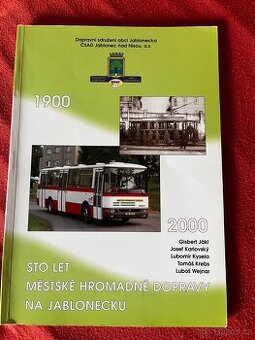 Dopravní sdružení obcí Jablonecka
ČSAD Jablonec nad Nisou, a.s.
1900
2000
Gisbert Jäkl
Josef Karlovský
Lubomír Kysela
Tomáš Krebs
Luboš Wejnar
STO LET
MĚSTSKÉ HROMADNÉ DOPRAVY
NA JABLONECKU